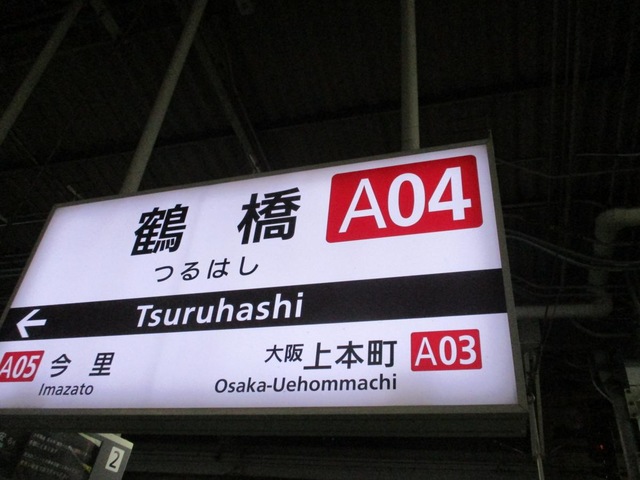 鶴橋 A04
つるはし
← Tsuruhashi
A05 今里 大阪上本町 A03
Imazato Osaka-Uehommachi
2